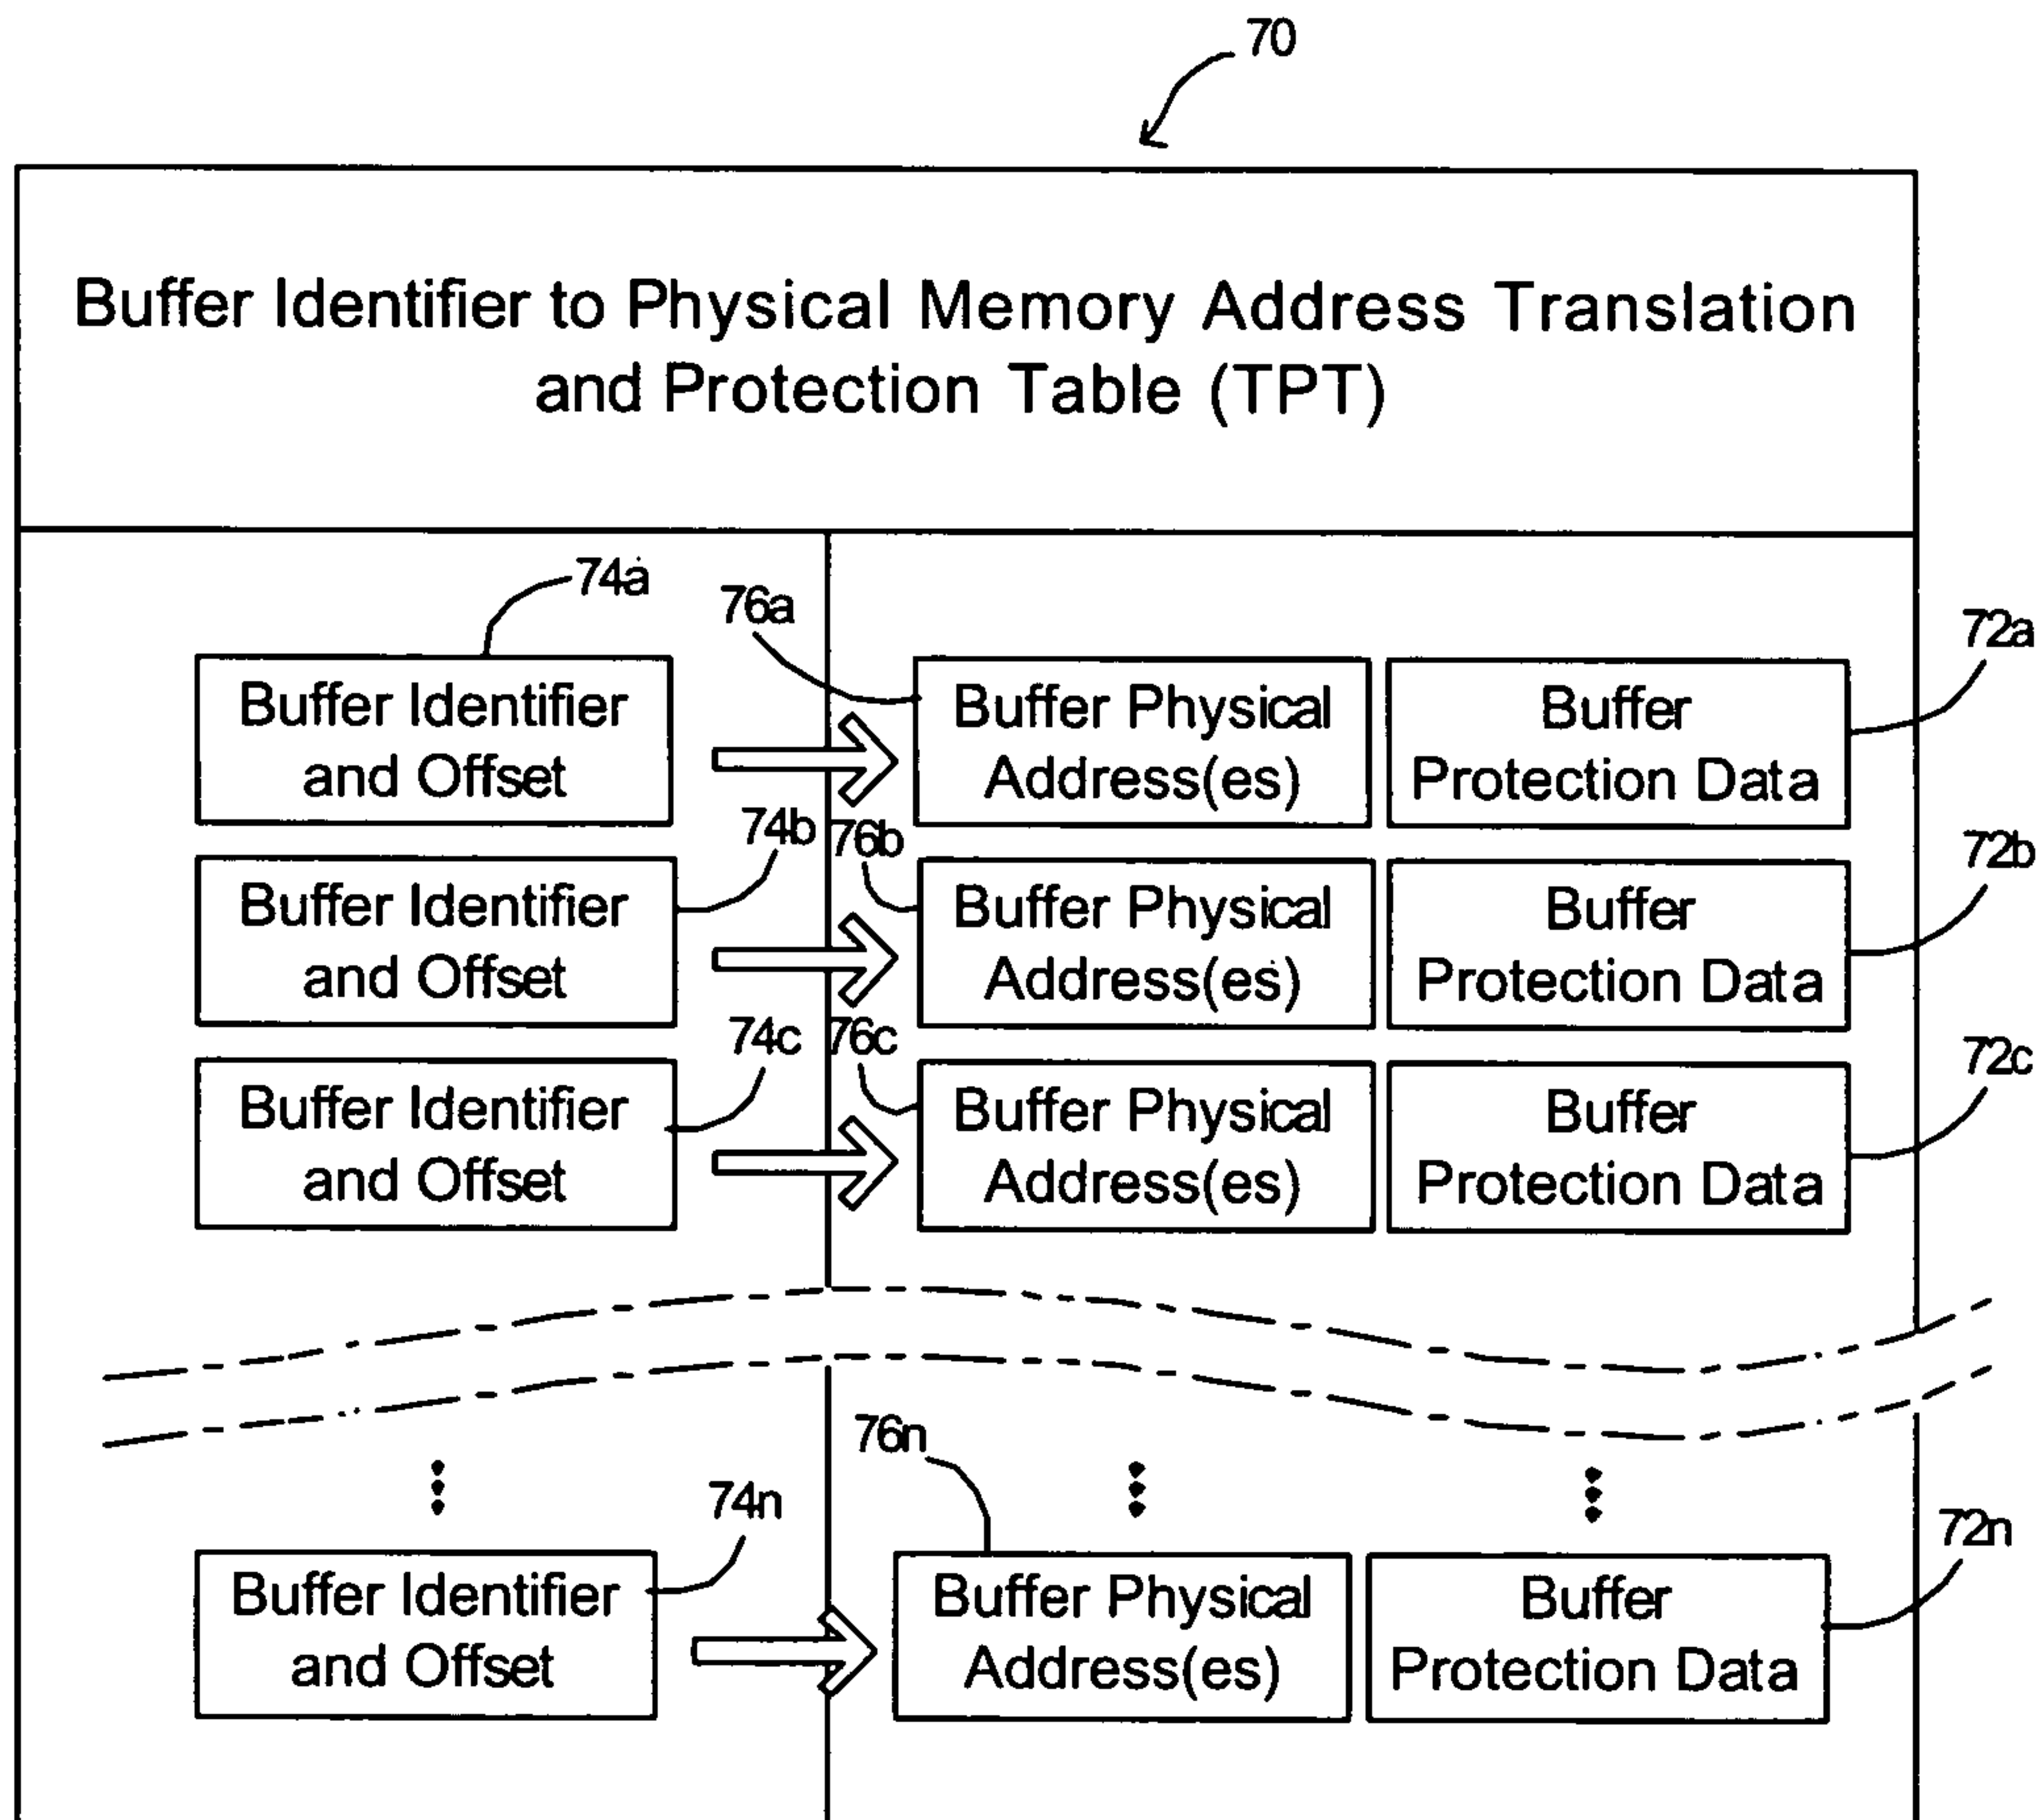 70
Buffer Identifier to Physical Memory Address Translation
and Protection Table (TPT)
74a
76a
72a
Buffer Identifier
and Offset
Buffer Physical
Address(es)
Buffer
Protection Data
74b
76b
72b
Buffer Identifier
and Offset
Buffer Physical
Address(es)
Buffer
Protection Data
74c
76c
72c
Buffer Identifier
and Offset
Buffer Physical
Address(es)
Buffer
Protection Data
74n
76n
72n
Buffer Identifier
and Offset
Buffer Physical
Address(es)
Buffer
Protection Data